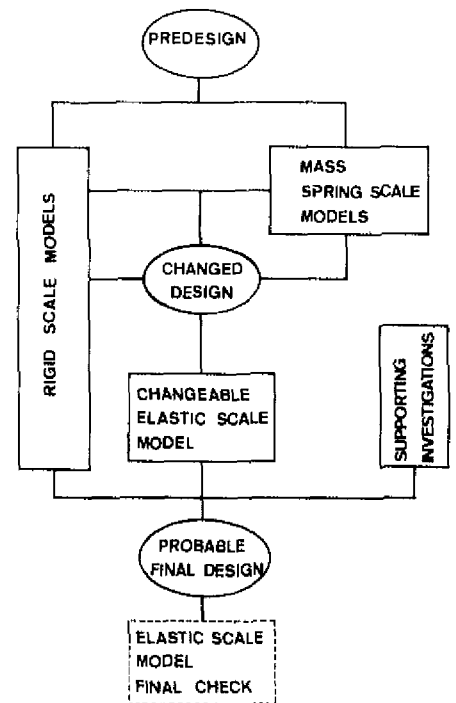 PREDESIGN
RIGID SCALE MODELS
MASS
SPRING SCALE
MODELS
CHANGED
DESIGN
CHANGEABLE
ELASTIC SCALE
MODEL
SUPPORTING
INVESTIGATIONS
PROBABLE
FINAL DESIGN
ELASTIC SCALE
MODEL
FINAL CHECK